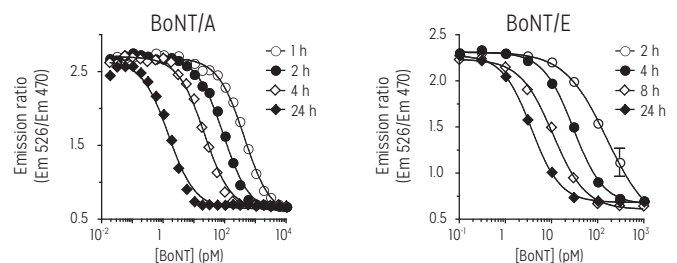 BoNT/A
Emission ratio
(Em 526/Em 470)
2.5
1.5
0.5
10-2
1
102
104
[BoNT] (pM)
1 h
2 h
4 h
24 h
BoNT/E
Emission ratio
(Em 526/Em 470)
2.5
2.0
1.5
1.0
0.5
10-1
1
10
102
103
[BoNT] (pM)
2 h
4 h
8 h
24 h